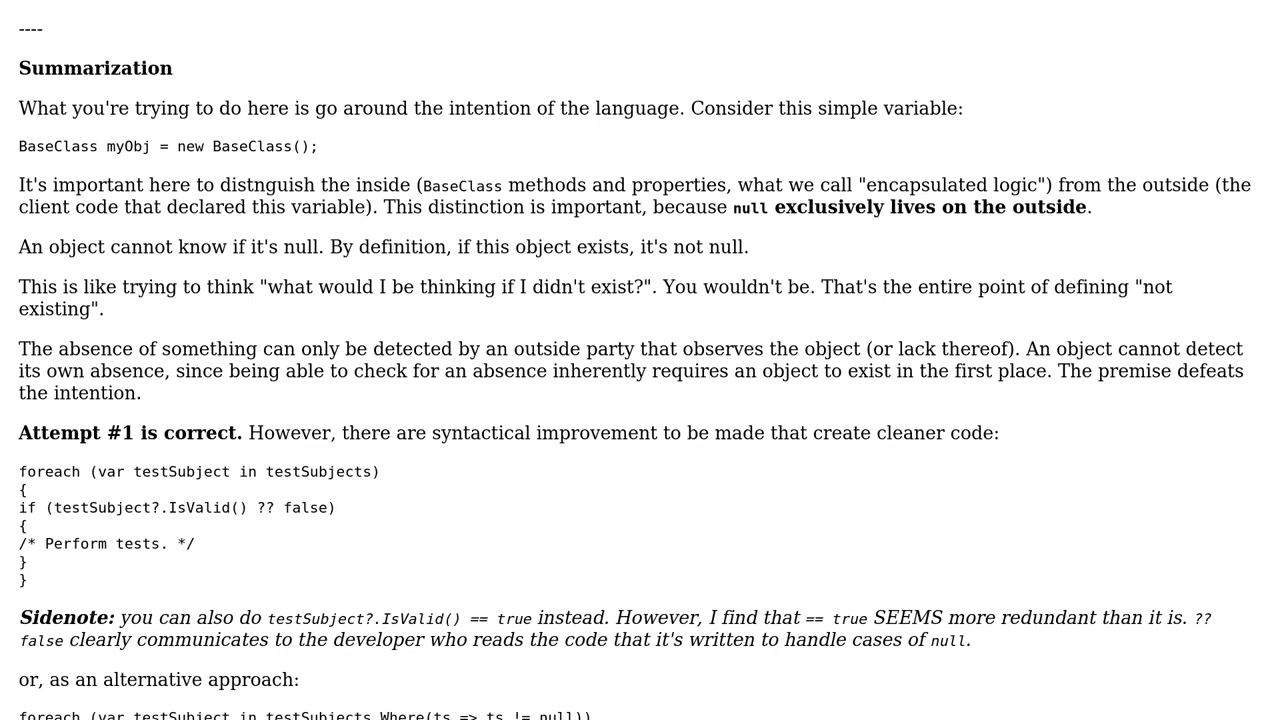 ----
Summarization
What you're trying to do here is go around the intention of the language. Consider this simple variable:
BaseClass myObj = new BaseClass();
It's important here to distnguish the inside (BaseClass methods and properties, what we call "encapsulated logic") from the outside (the
client code that declared this variable). This distinction is important, because null exclusively lives on the outside.
An object cannot know if it's null. By definition, if this object exists, it's not null.
This is like trying to think "what would I be thinking if I didn't exist?". You wouldn't be. That's the entire point of defining "not
existing".
The absence of something can only be detected by an outside party that observes the object (or lack thereof). An object cannot detect
its own absence, since being able to check for an absence inherently requires an object to exist in the first place. The premise defeats
the intention.
Attempt #1 is correct. However, there are syntactical improvement to be made that create cleaner code:
foreach (var testSubject in testSubjects)
{
if (testSubject?.IsValid() ?? false)
{
/* Perform tests. */
}
}
Sidenote: you can also do testSubject?.IsValid() == true instead. However, I find that == true SEEMS more redundant than it is. ??
false clearly communicates to the developer who reads the code that it's written to handle cases of null.
or, as an alternative approach:
foreach (var testSubject in testSubjects.Where(ts => ts != null))